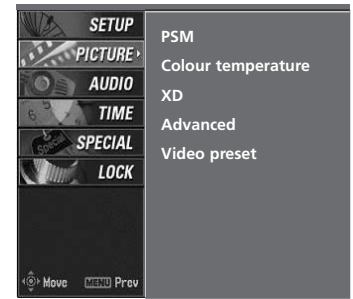 SETUP
PICTURE
AUDIO
TIME
SPECIAL
LOCK
Move MENU Prev
PSM
Colour temperature
XD
Advanced
Video preset